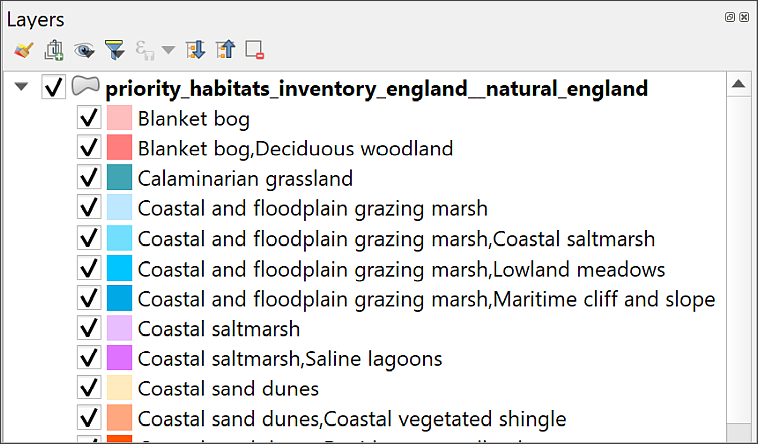 Layers
priority_habitats_inventory_england__natural_england
Blanket bog
Blanket bog,Deciduous woodland
Calaminarian grassland
Coastal and floodplain grazing marsh
Coastal and floodplain grazing marsh,Coastal saltmarsh
Coastal and floodplain grazing marsh,Lowland meadows
Coastal and floodplain grazing marsh,Maritime cliff and slope
Coastal saltmarsh
Coastal saltmarsh,Saline lagoons
Coastal sand dunes
Coastal sand dunes,Coastal vegetated shingle